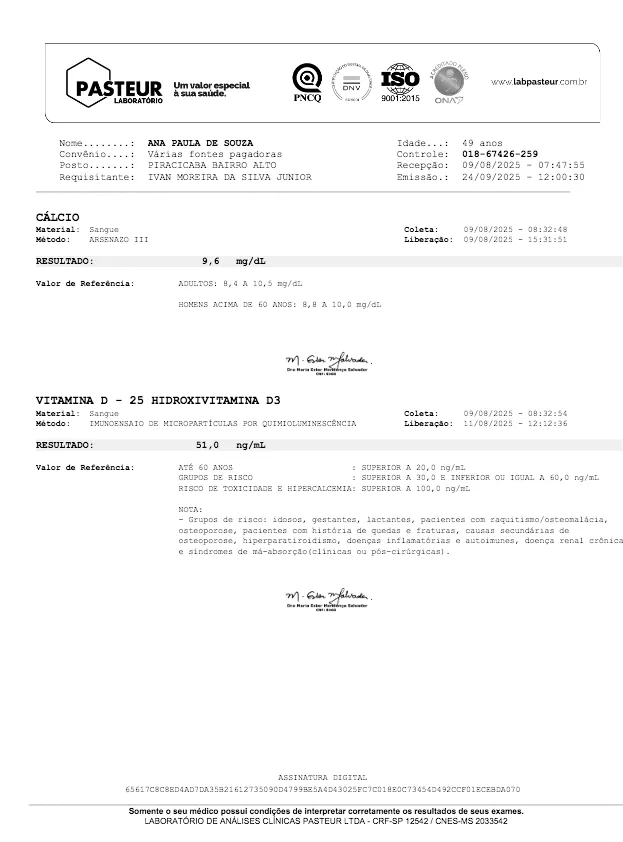 PASTEUR
LABORATÓRIO
Um valor especial
à sua saúde.
PNCQ
DNV
ISO
9001:2015
ACREDITADO PLENO
ONA
www.labpasteur.com.br
Nome........: ANA PAULA DE SOUZA Idade...: 49 anos
Convênio....: Várias fontes pagadoras Controle: 018-67426-259
Posto.......: PIRACICABA BAIRRO ALTO Recepção: 09/08/2025 - 07:47:55
Requisitante: IVAN MOREIRA DA SILVA JUNIOR Emissão.: 24/09/2025 - 12:00:30
CÁLCIO
Material: Sangue Coleta: 09/08/2025 - 08:32:48
Método: ARSENAZO III Liberação: 09/08/2025 - 15:31:51
RESULTADO: 9,6 mg/dL
Valor de Referência: ADULTOS: 8,4 A 10,5 mg/dL
HOMENS ACIMA DE 60 ANOS: 8,8 A 10,0 mg/dL
M. Ester M Salvador.
Dra Maria Ester Mendonça Salvador
VITAMINA D - 25 HIDROXIVITAMINA D3
Material: Sangue Coleta: 09/08/2025 - 08:32:54
Método: IMUNOENSAIO DE MICROPARTÍCULAS POR QUIMIOLUMINESCÊNCIA Liberação: 11/08/2025 - 12:12:36
RESULTADO: 51,0 ng/mL
Valor de Referência: ATÉ 60 ANOS : SUPERIOR A 20,0 ng/mL
GRUPOS DE RISCO : SUPERIOR A 30,0 E INFERIOR OU IGUAL A 60,0 ng/mL
RISCO DE TOXICIDADE E HIPERCALCEMIA: SUPERIOR A 100,0 ng/mL
NOTA:
- Grupos de risco: idosos, gestantes, lactantes, pacientes com raquitismo/osteomalácia,
osteoporose, pacientes com história de quedas e fraturas, causas secundárias de
osteoporose, hiperparatiroidismo, doenças inflamatórias e autoimunes, doença renal crônica
e síndromes de má-absorção(clínicas ou pós-cirúrgicas).
M. Ester M Salvador.
Dra Maria Ester Mendonça Salvador
ASSINATURA DIGITAL
65617C8C8ED4AD7DA35B21612735090D4799BE5A4D43025FC7C018E0C73454D492CCF01ECEBDA070
Somente o seu médico possui condições de interpretar corretamente os resultados de seus exames.
LABORATÓRIO DE ANÁLISES CLÍNICAS PASTEUR LTDA - CRF-SP 12542 / CNES-MS 2033542